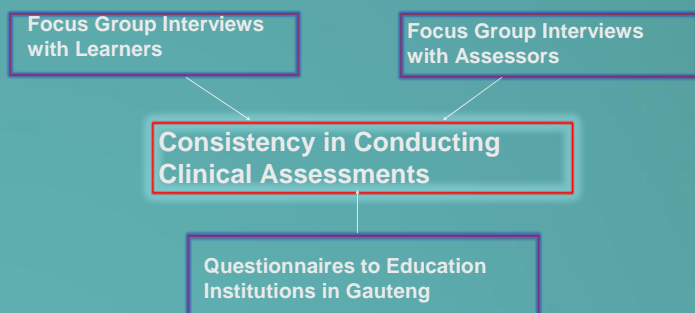 Focus Group Interviews
with Learners
Focus Group Interviews
with Assessors
Consistency in Conducting
Clinical Assessments
Questionnaires to Education
Institutions in Gauteng